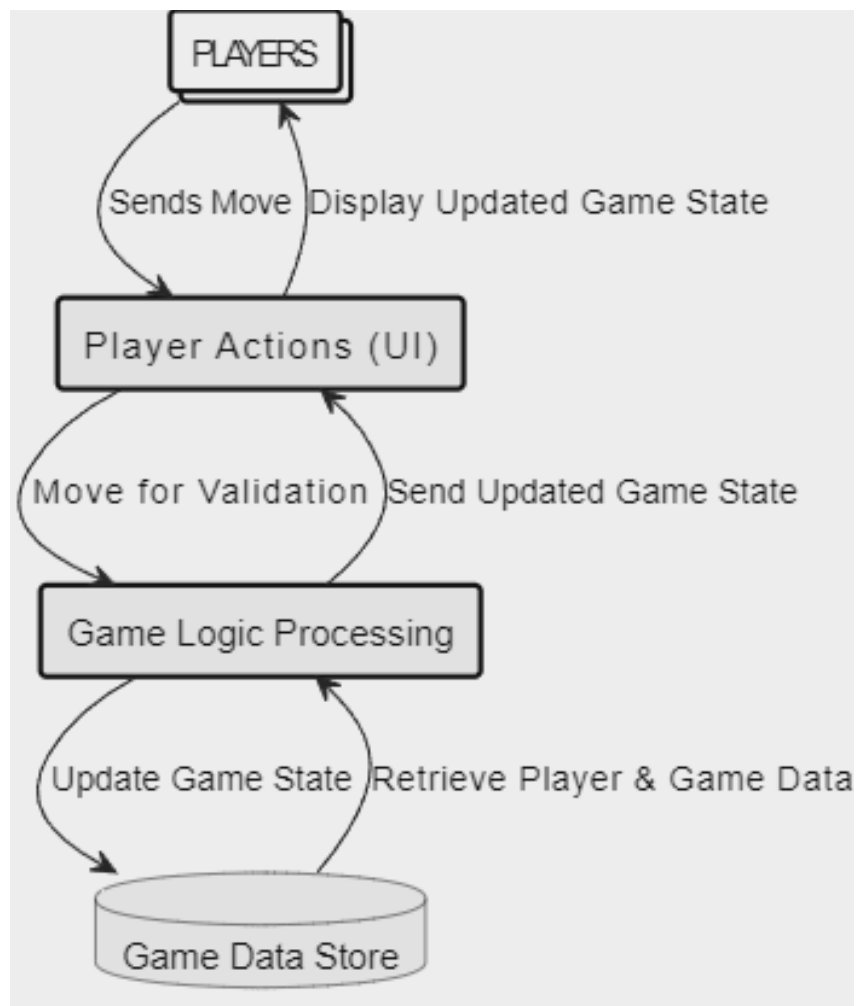 PLAYERS
Sends Move
Display Updated Game State
Player Actions (UI)
Move for Validation
Send Updated Game State
Game Logic Processing
Update Game State
Retrieve Player & Game Data
Game Data Store